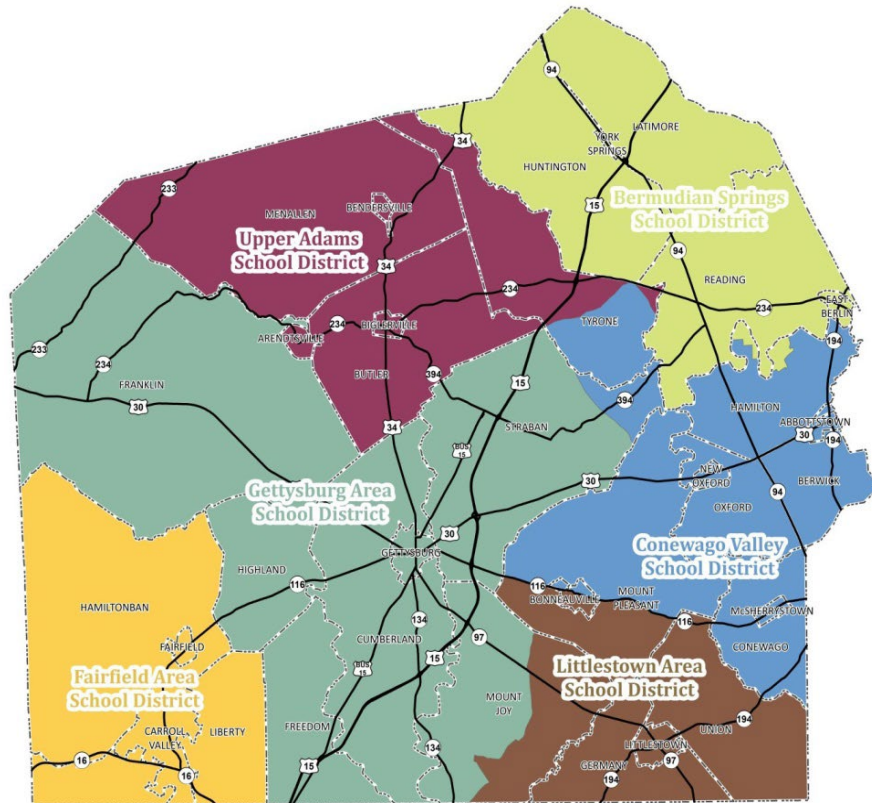 94
LATIMORE
YORK
SPRINGS
34
HUNTINGTON
233
15
Bermudian Springs
School District
MENALLEN
BENDERSVILLE
Upper Adams
School District
94
34
READING
234
234
EAST
BERLIN
TYRONE
234
BIGLERVILLE
194
ARENDTSVILLE
233
234
FRANKLIN
BUTLER
394
15
394
HAMILTON
30
ABBOTTSTOWN
34
STRABAN
30
194
BUS
15
NEW
OXFORD
BERWICK
30
94
Gettysburg Area
School District
OXFORD
30
GETTYSBURG
Conewago Valley
School District
HIGHLAND
116
116
BONNEAUVILLE
MOUNT
PLEASANT
HAMILTONBAN
MCSHERRYSTOWN
134
116
CUMBERLAND
97
FAIRFIELD
CONEWAGO
15
BUS
15
Littlestown Area
School District
Fairfield Area
School District
MOUNT
JOY
FREEDOM
LIBERTY
CARROLL
VALLEY
194
UNION
134
LITTLESTOWN
16
15
GERMANY
97
16
194